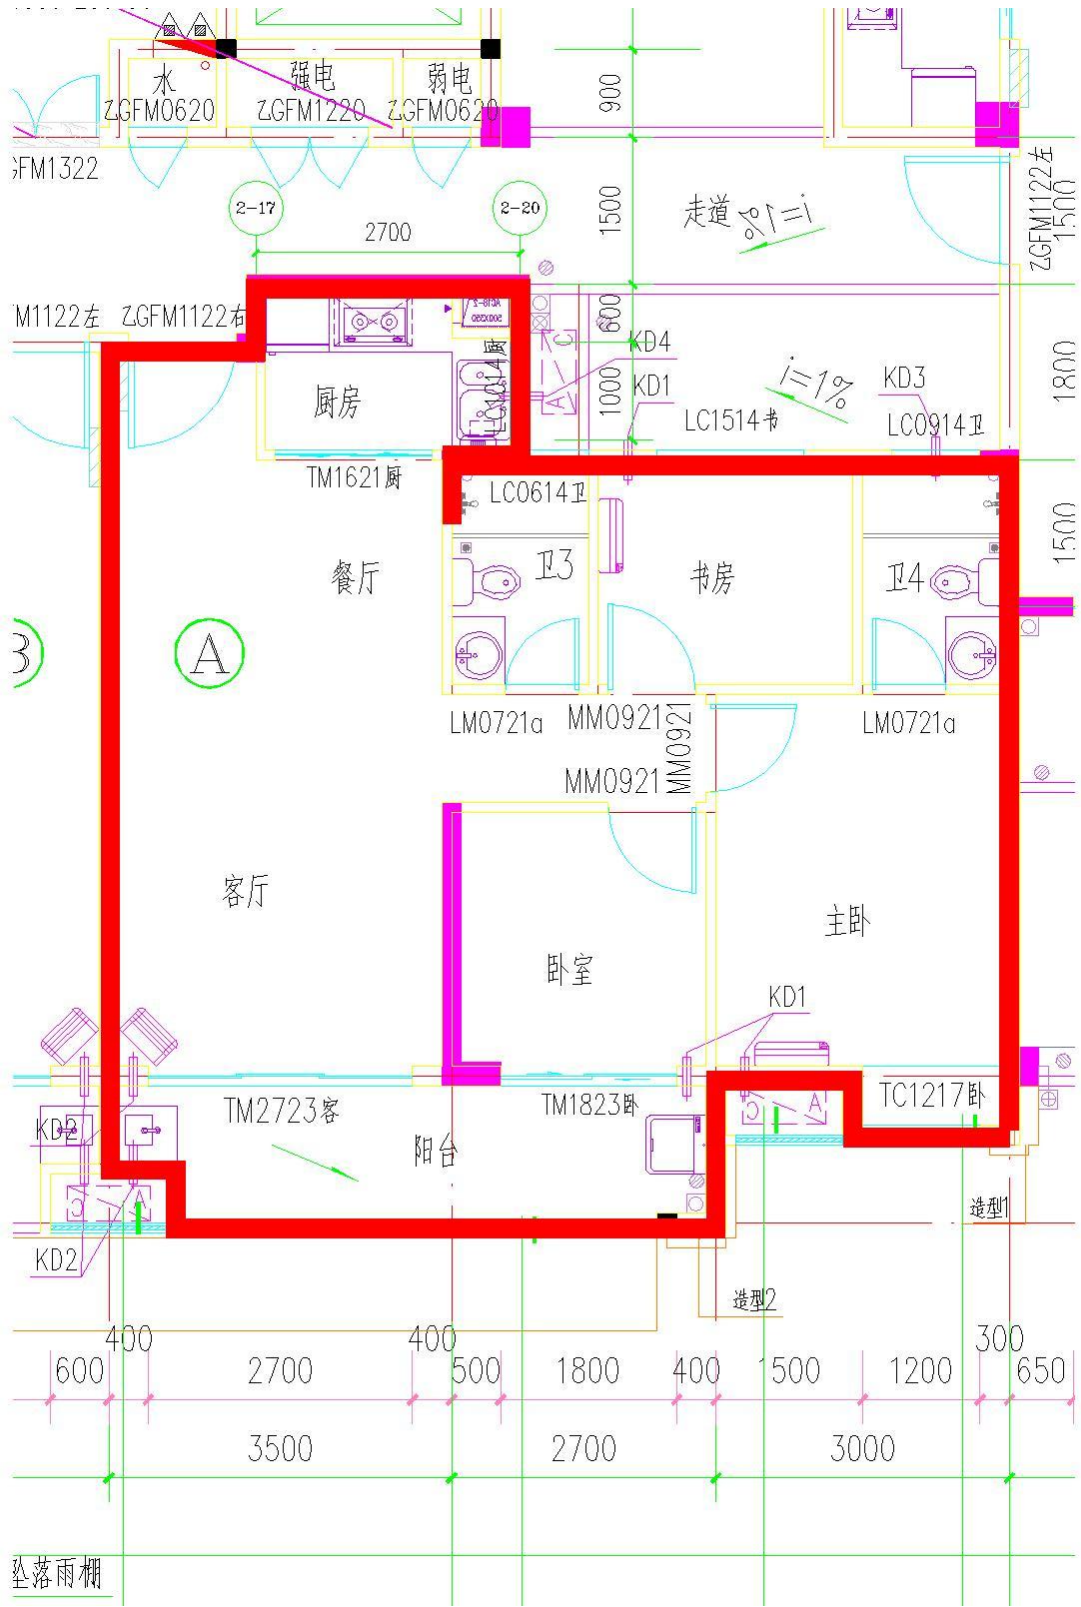 水
强电
弱电
ZGFM0620
ZGFM1220
ZGFM0620
900
FM1322
2-17
2-20
2700
1500
走道
i=1%
ZGFM1122左
1500
M1122左
ZGFM1122右
600
KD4
KD1
1000
i=1%
KD3
1800
LC1514书
LC0914卫
厨房
LC1014厨
C
A
TM1621厨
LC0614卫
1500
餐厅
卫3
书房
卫4
A
LM0721a
MM0921
MM0921
LM0721a
MM0921
客厅
主卧
卧室
KD1
TM2723客
TM1823卧
C
A
TC1217卧
KD2
阳台
C
A
造型1
KD2
造型2
400
400
300
600
2700
500
1800
400
1500
1200
650
3500
2700
3000
坠落雨棚